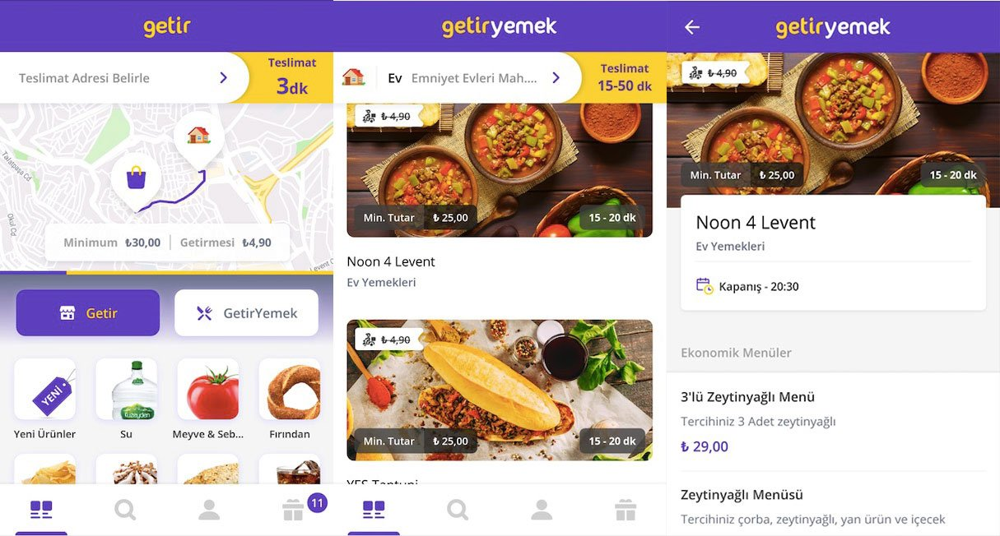 getir
Teslimat Adresi Belirle
Teslimat
3dk
Talatpaşa Cd
Okul Cd
Levent C
Minimum ₺30,00 Getirmesi ₺4,90
Getir
GetirYemek
YENİ
Kuzeyden
Yeni Ürünler
Su
Meyve & Seb...
Fırından
11
getiryemek
Ev Emniyet Evleri Mah....
Teslimat
15-50 dk
₺ 4,90
Min. Tutar ₺ 25,00
15 - 20 dk
Noon 4 Levent
Ev Yemekleri
₺ 4,90
Min. Tutar ₺ 25,00
15 - 20 dk
YES Tantuni
getiryemek
₺ 4,90
Min. Tutar ₺ 25,00
15 - 20 dk
Noon 4 Levent
Ev Yemekleri
Kapanış - 20:30
Ekonomik Menüler
3'lü Zeytinyağlı Menü
Tercihiniz 3 Adet zeytinyağlı
₺ 29,00
Zeytinyağlı Menüsü
Tercihiniz çorba, zeytinyağlı, yan ürün ve içecek